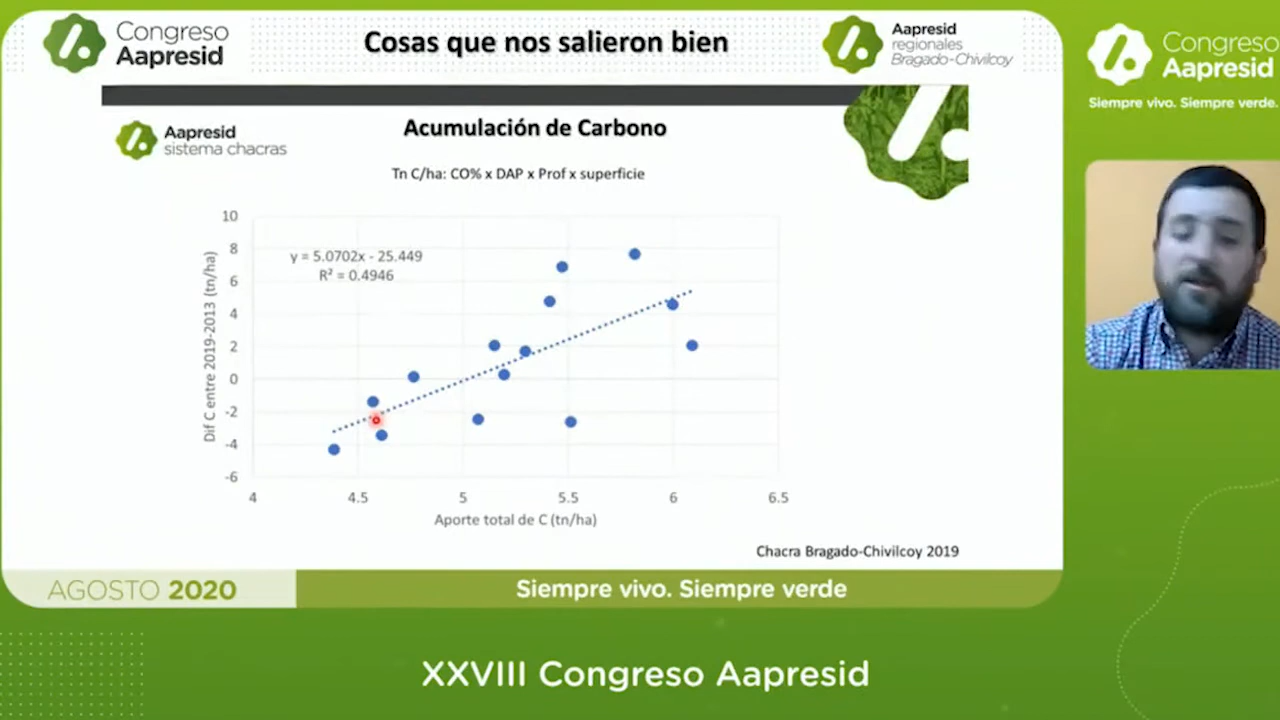 Congreso
Aapresid
Cosas que nos salieron bien
Aapresid
regionales
Bragado-Chivilcoy
Congreso
Aapresid
Siempre vivo. Siempre verde.
Aapresid
sistema chacras
Acumulación de Carbono
Tn C/ha: CO% x DAP x Prof x superficie
y = 5.0702x - 25.449
R² = 0.4946
Dif C entre 2019-2013 (tn/ha)
10
8
6
4
2
0
-2
-4
-6
4 4.5 5 5.5 6 6.5
Aporte total de C (tn/ha)
Chacra Bragado-Chivilcoy 2019
AGOSTO 2020
Siempre vivo. Siempre verde
XXVIII Congreso Aapresid